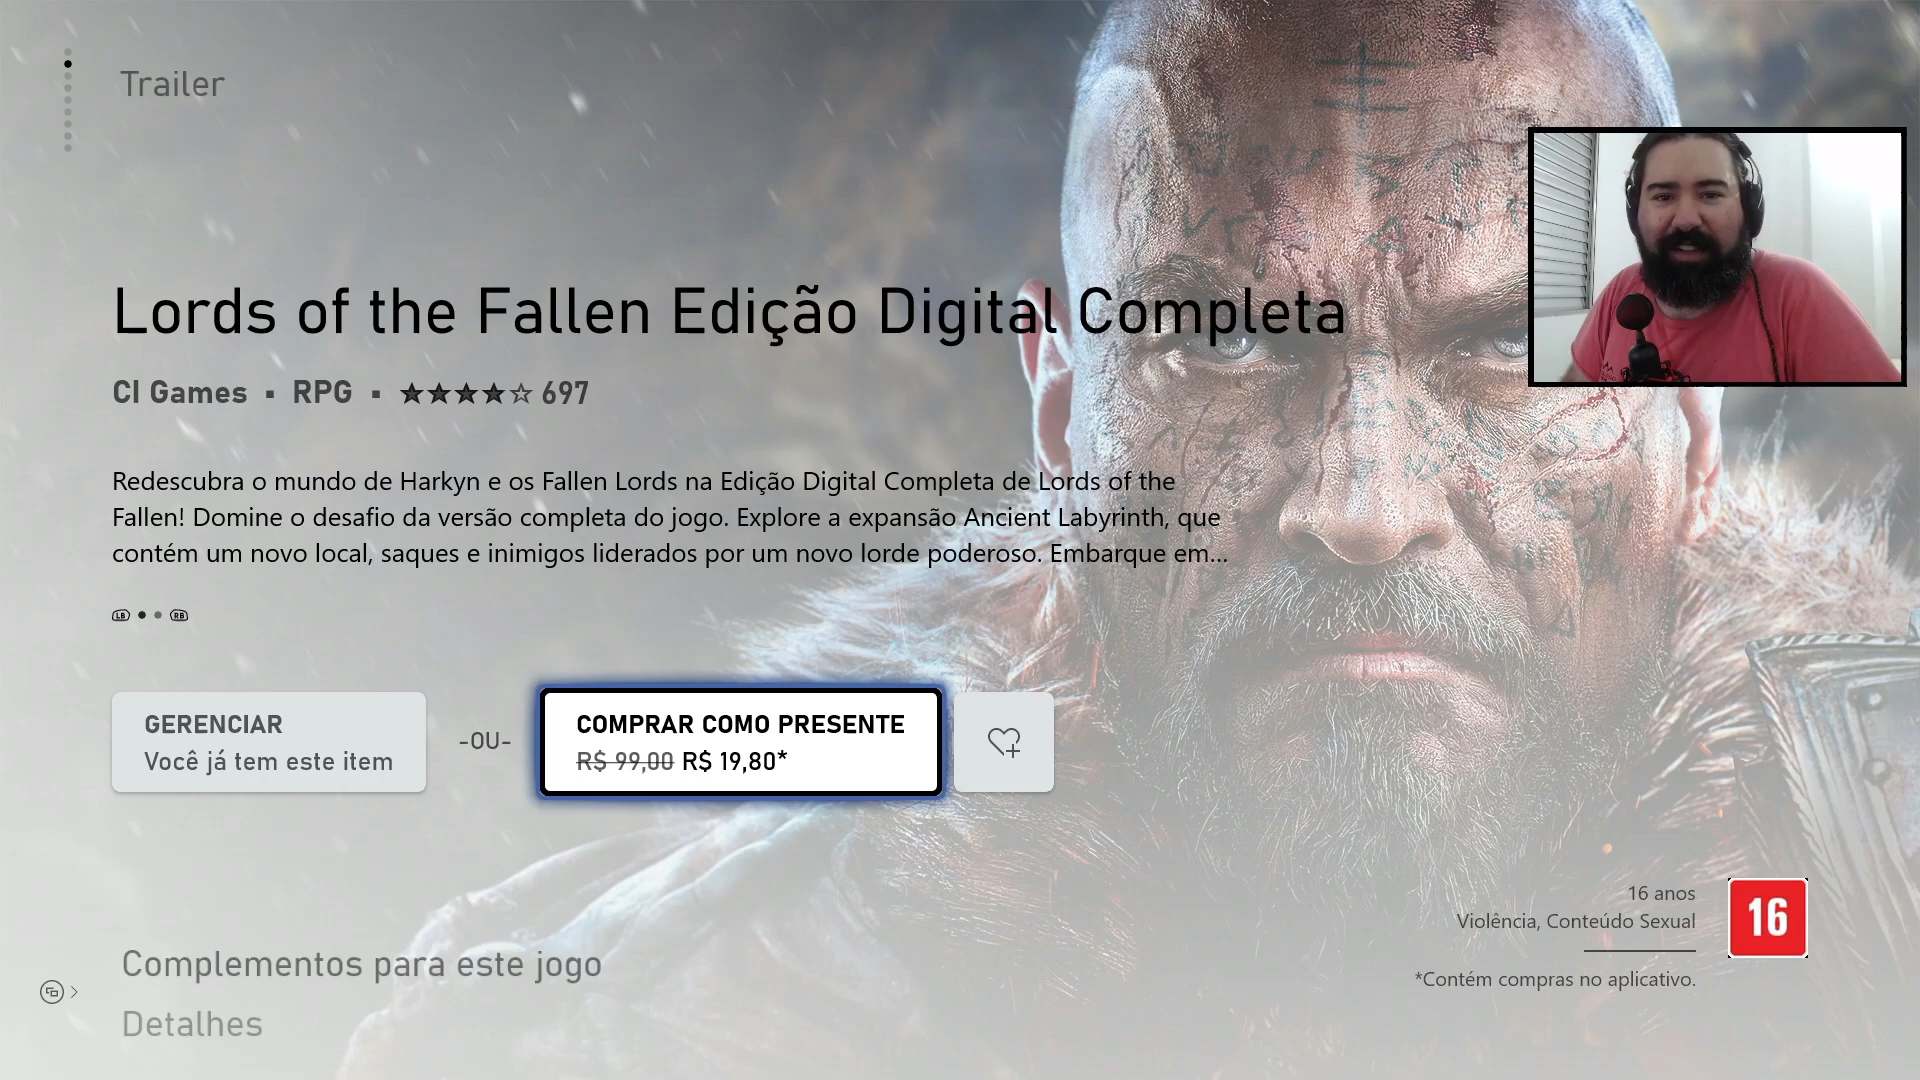 Trailer
Lords of the Fallen Edição Digital Completa
CI Games ▪ RPG ▪ ★★★★☆ 697
Redescubra o mundo de Harkyn e os Fallen Lords na Edição Digital Completa de Lords of the
Fallen! Domine o desafio da versão completa do jogo. Explore a expansão Ancient Labyrinth, que
contém um novo local, saques e inimigos liderados por um novo lorde poderoso. Embarque em...
LB RB
GERENCIAR
Você já tem este item
-OU-
COMPRAR COMO PRESENTE
R$ 99,00 R$ 19,80*
16 anos
Violência, Conteúdo Sexual
16
*Contém compras no aplicativo.
Complementos para este jogo
Detalhes